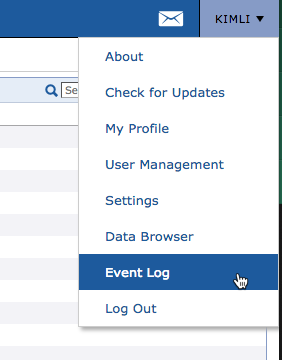 KIMLI
Se
About
Check for Updates
My Profile
User Management
Settings
Data Browser
Event Log
Log Out